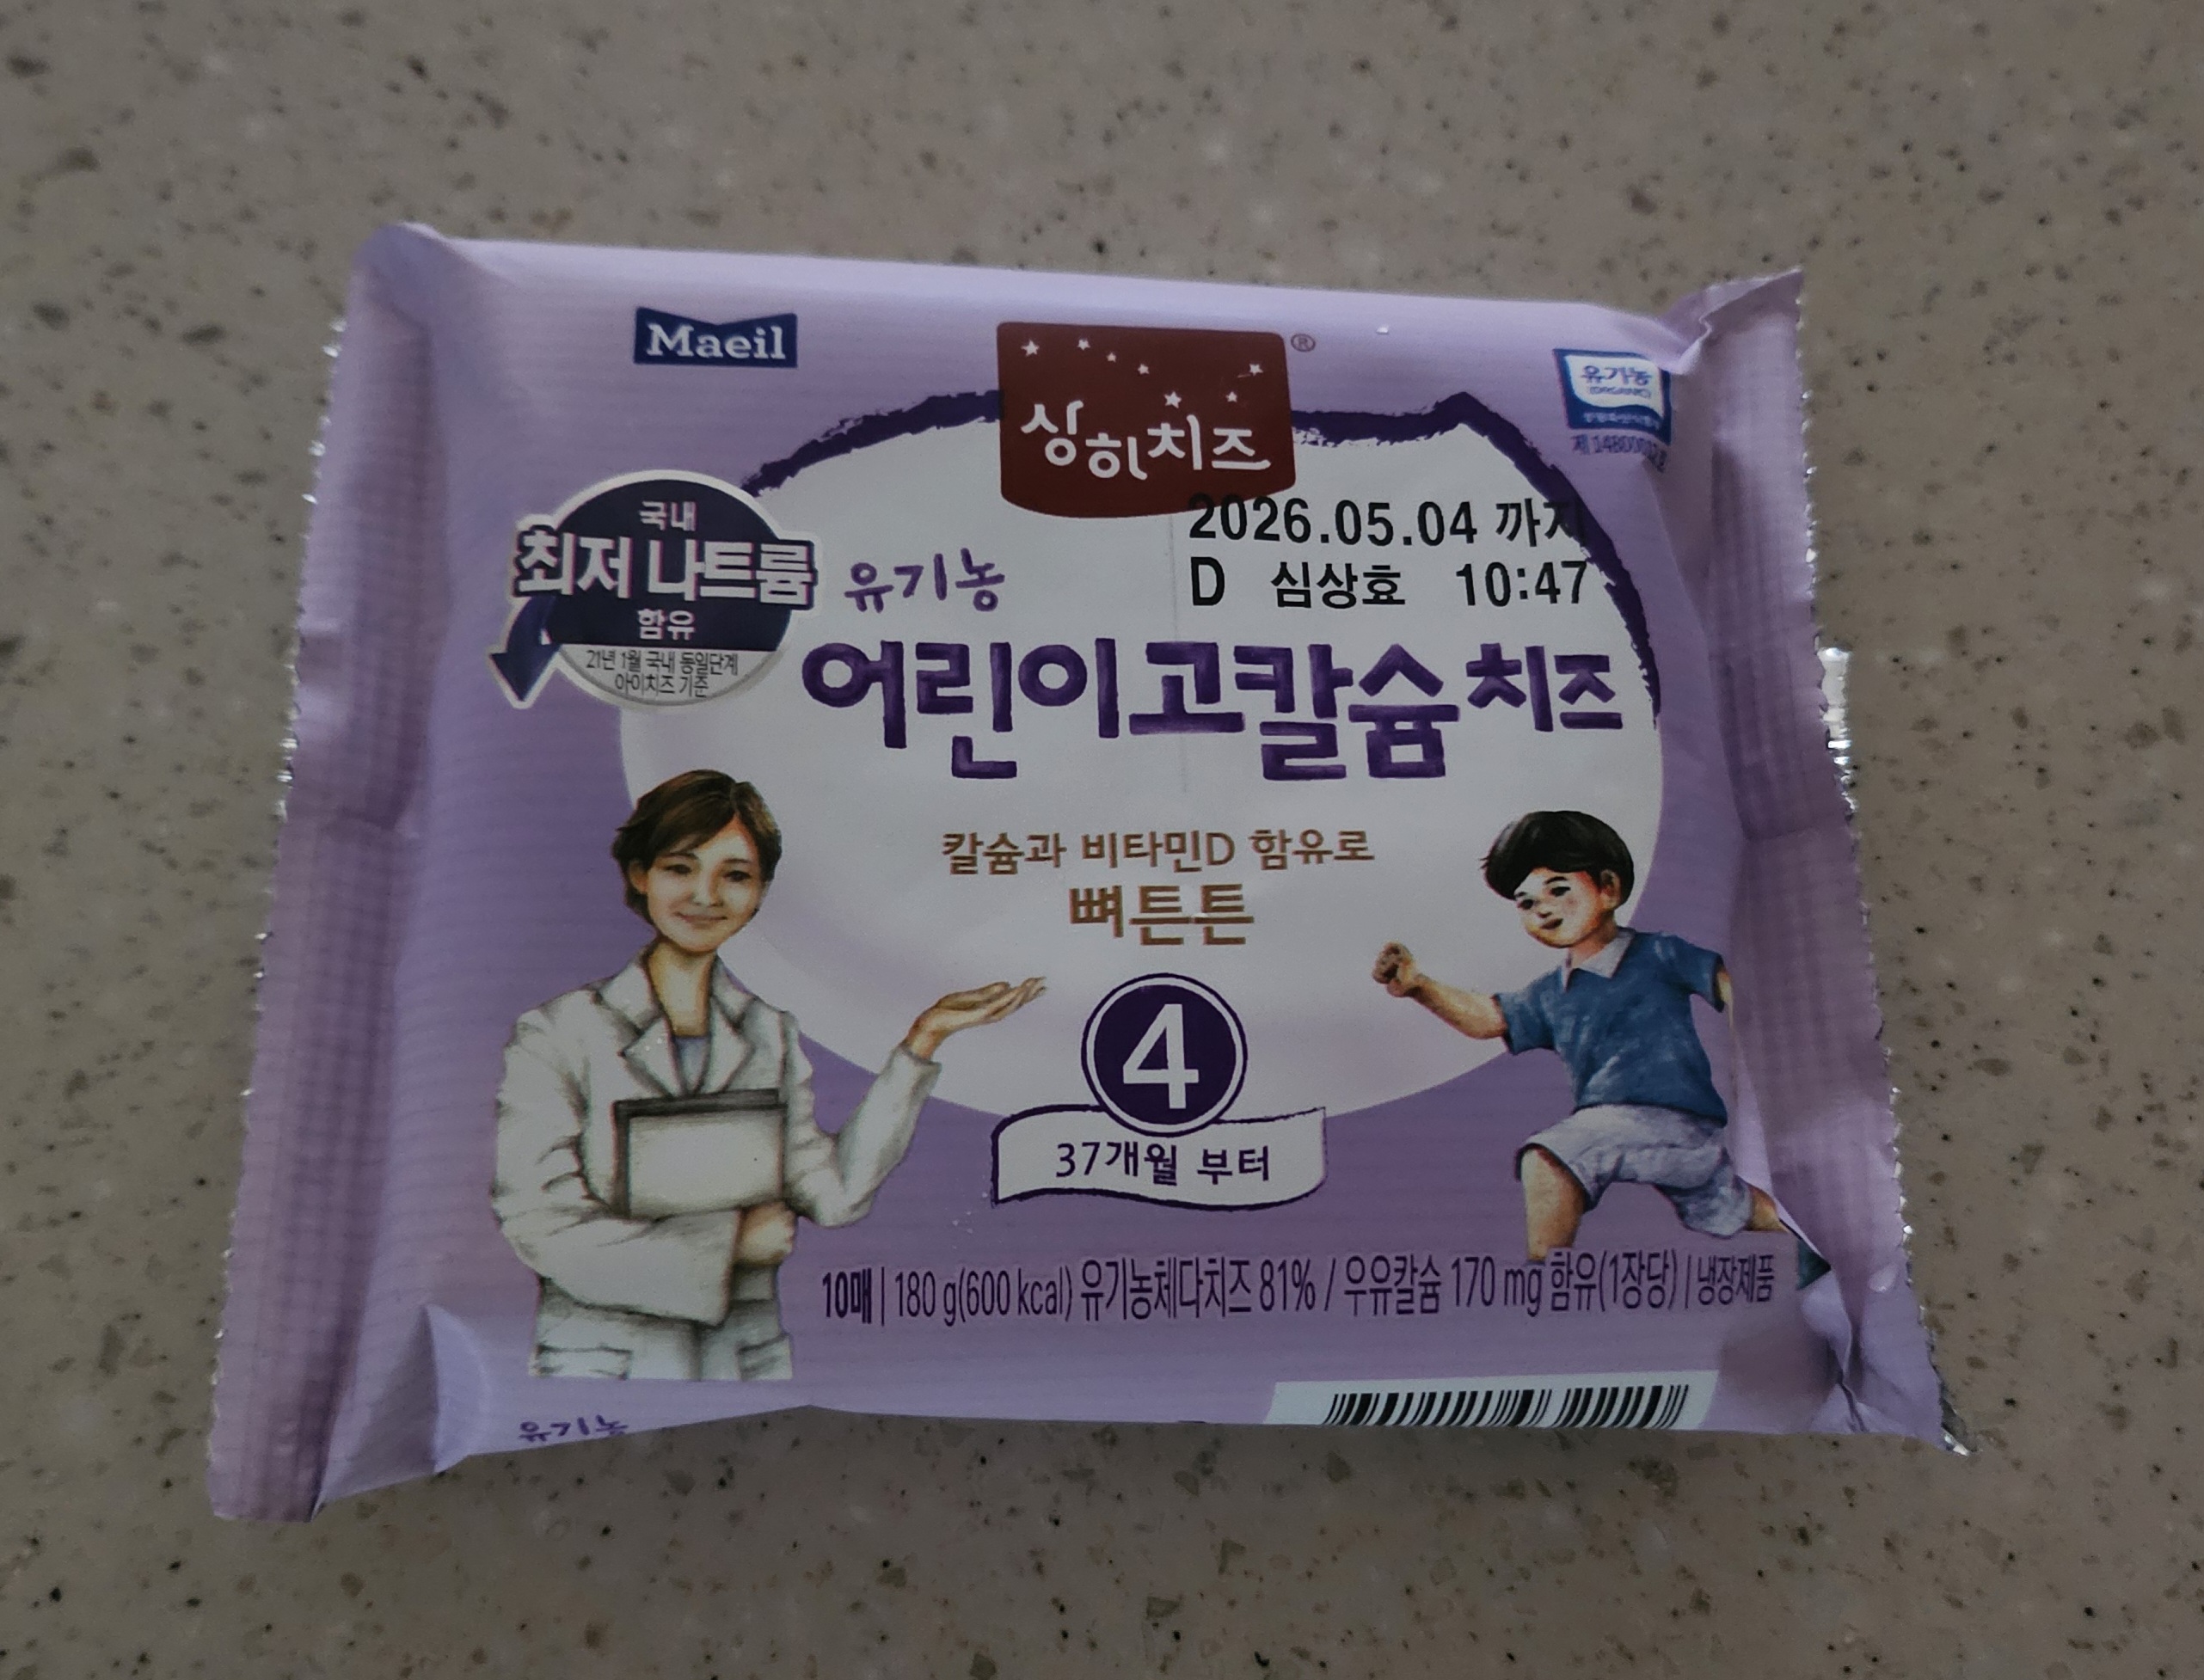 Maeil
상하치즈®
유기농
(ORGANIC)
국내
최저 나트륨
함유
21년 1월 국내 동일단계
아이치즈 기준
2026.05.04 까지
D 심상효 10:47
유기농
어린이고칼슘치즈
칼슘과 비타민D 함유로
뼈튼튼
4
37개월 부터
10매 | 180 g(600 kcal) 유기농체다치즈 81% / 우유칼슘 170 mg 함유(1장당) | 냉장제품
유기농